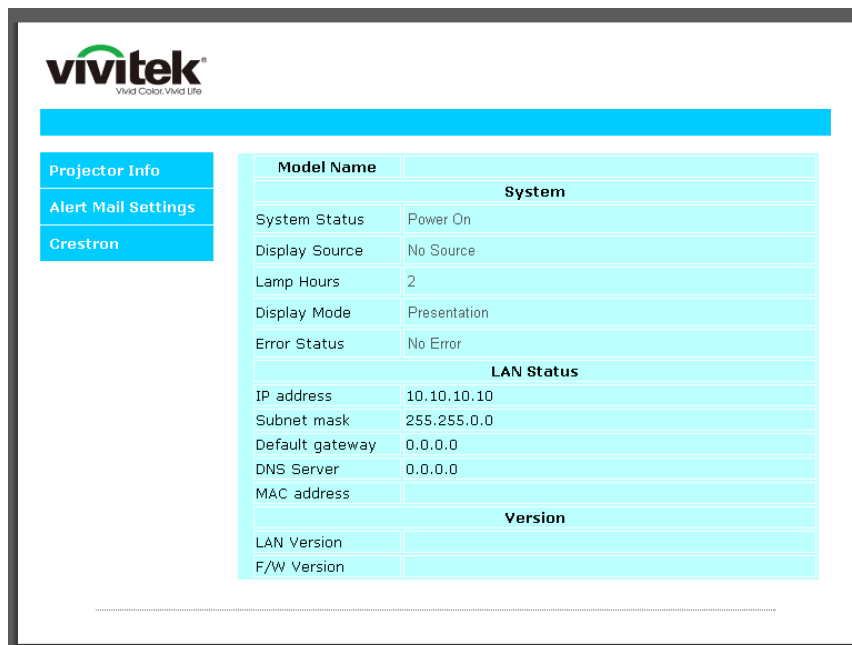 vivitek®
Vivid Color. Vivid Life
Projector Info
Alert Mail Settings
Crestron
Model Name
System
System Status Power On
Display Source No Source
Lamp Hours 2
Display Mode Presentation
Error Status No Error
LAN Status
IP address 10.10.10.10
Subnet mask 255.255.0.0
Default gateway 0.0.0.0
DNS Server 0.0.0.0
MAC address
Version
LAN Version
F/W Version